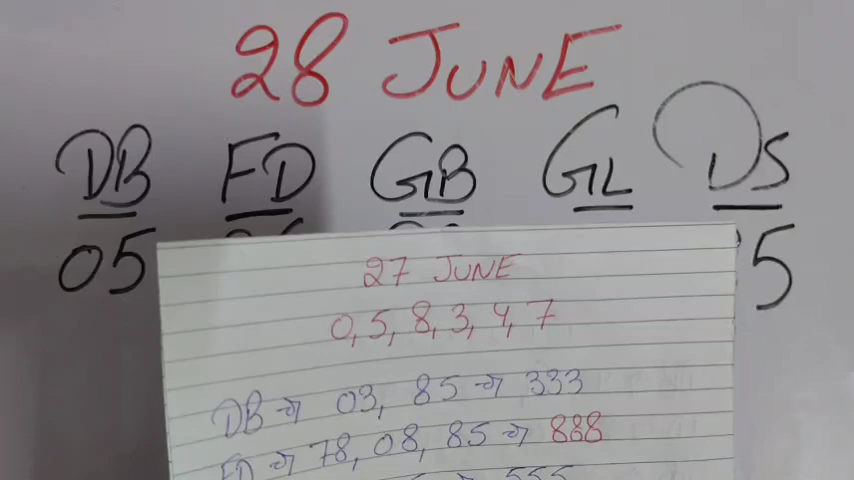 28 JUNE
DB FD GB GL DS
05 5
27 JUNE
0,5,8,3,4,7
DB → 03, 85 → 333
FD → 78, 08, 85 → 888
555